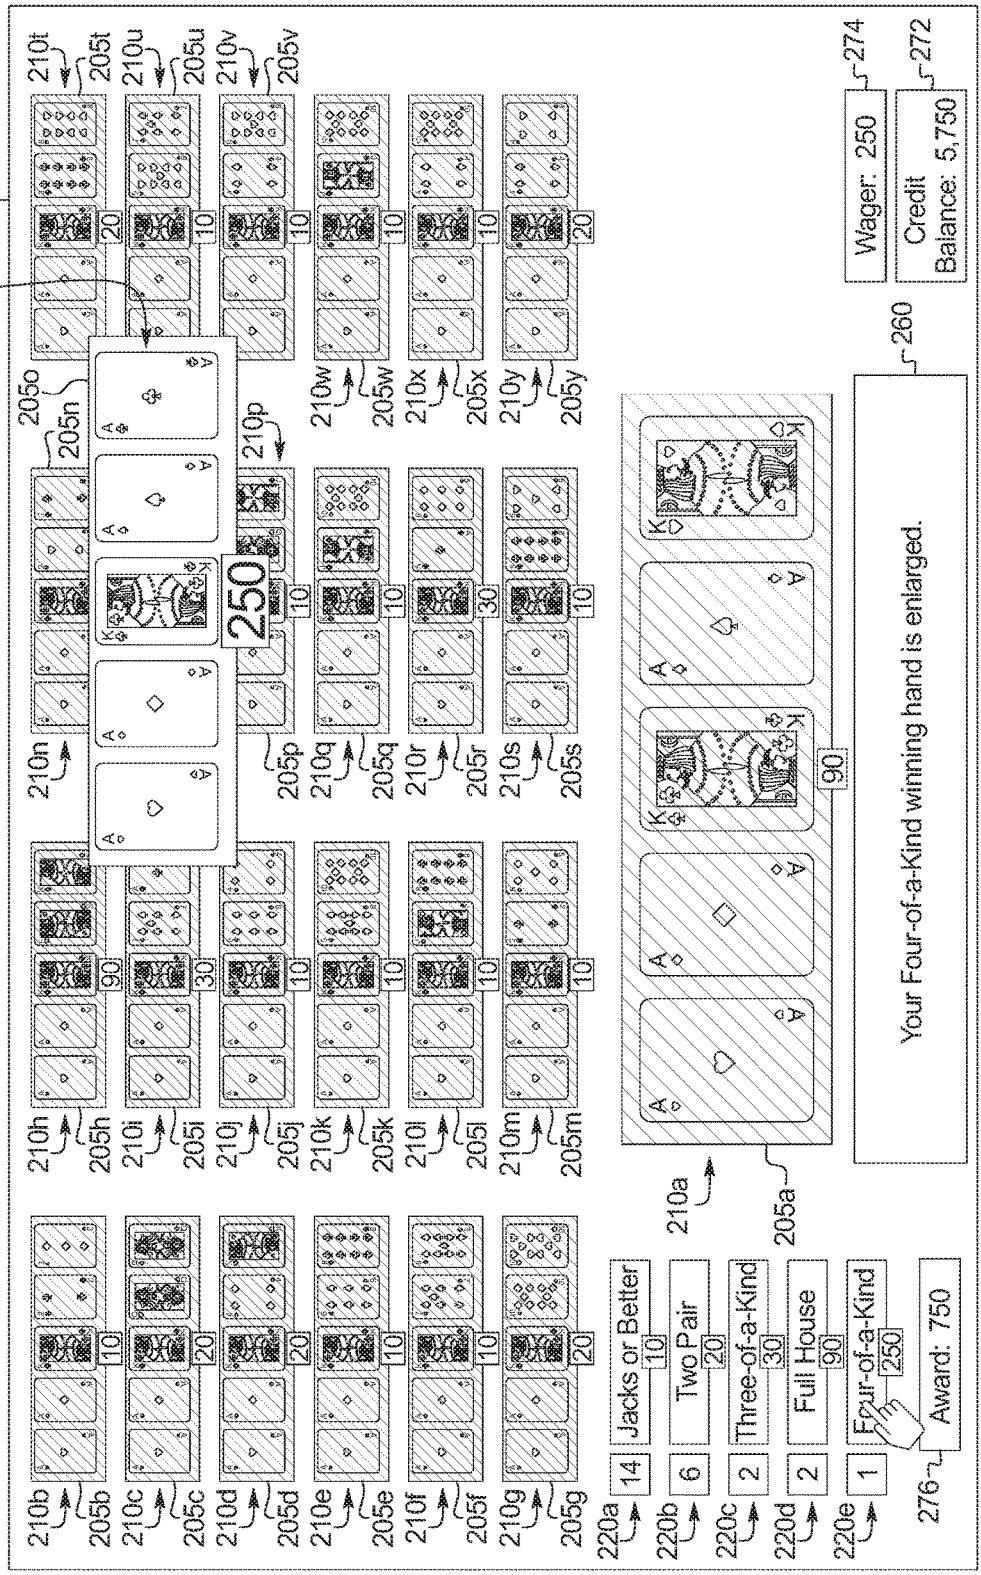 210b 210h 210n 205o 210t
205b 205h 205n 205t
10 90 20
A A K A A
A A K A A
250
210c 210i 210u
205c 205i 205u
20 30 10
210d 210j 210p 210v
205d 205j 205p 205v
20 10 10 10
210e 210k 210q 210w
205e 205k 205q 205w
10 10 10 10
210f 210l 210r 210x
205f 205l 205r 205x
10 10 30 10
210g 210m 210s 210y
205g 205m 205s 205y
20 10 10 20
220a 14 Jacks or Better
10
220b 6 Two Pair
20
220c 2 Three-of-a-Kind
30
220d 2 Full House
90
220e 1 Four-of-a-Kind
250
276 Award: 750
210a
205a
A A K A K
A A K A K
90
Your Four-of-a-Kind winning hand is enlarged.
260
Wager: 250 274
Credit
Balance: 5,750
272